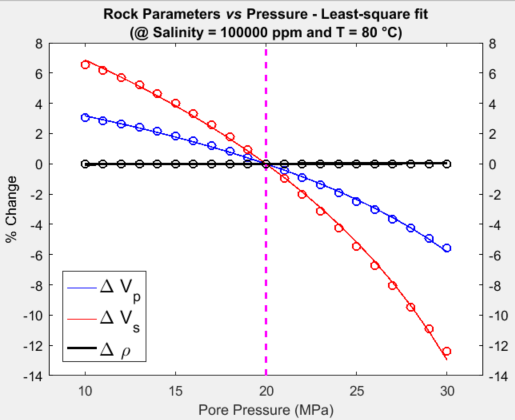 Rock Parameters vs Pressure - Least-square fit
(@ Salinity = 100000 ppm and T = 80 °C)
8 8
6 6
4 4
2 2
0 0
-2 -2
-4 -4
-6 -6
-8 -8
-10 -10
-12 -12
-14 -14
% Change
Δ Vp
Δ Vs
Δ ρ
10 15 20 25 30
Pore Pressure (MPa)